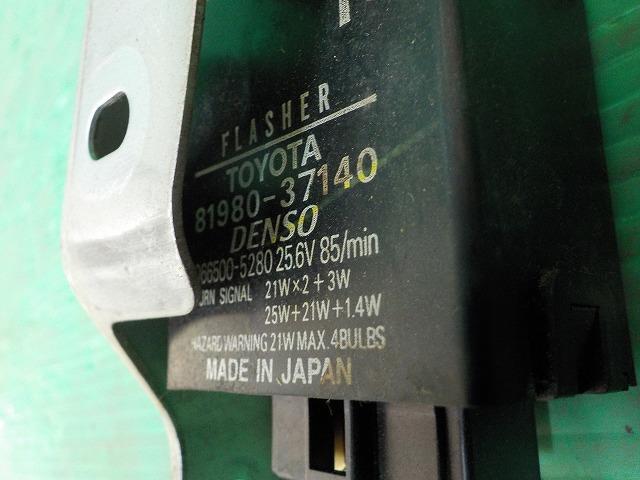 FLASHER
TOYOTA
81980-37140
DENSO
066500-5280 25.6V 85/min
TURN SIGNAL 21W×2+3W
25W+21W+1.4W
HAZARD WARNING 21W MAX. 4BULBS
MADE IN JAPAN